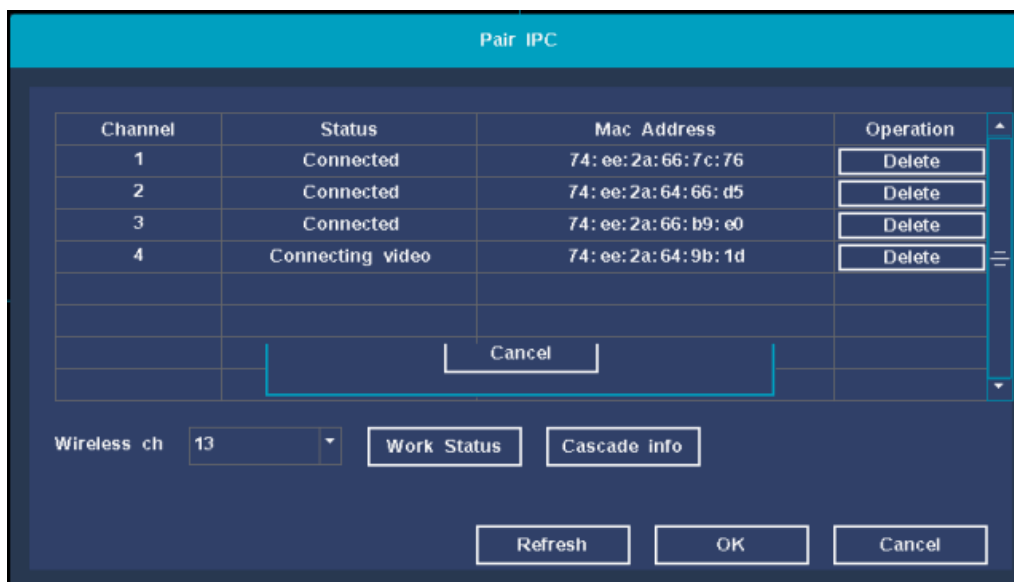 Pair IPC
Channel Status Mac Address Operation
1 Connected 74:ee:2a:66:7c:76 Delete
2 Connected 74:ee:2a:64:66:d5 Delete
3 Connected 74:ee:2a:66:b9:e0 Delete
4 Connecting video 74:ee:2a:64:9b:1d Delete
Cancel
Wireless ch 13 Work Status Cascade info
Refresh OK Cancel